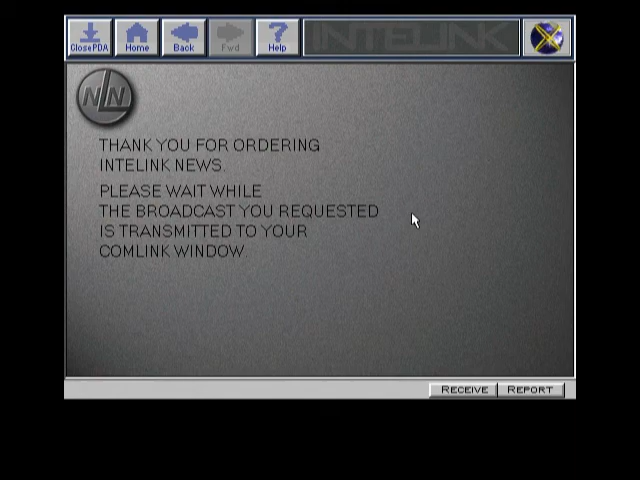 ClosePDA Home Back Fwd Help INTELINK
NLN
THANK YOU FOR ORDERING
INTELINK NEWS.
PLEASE WAIT WHILE
THE BROADCAST YOU REQUESTED
IS TRANSMITTED TO YOUR
COMLINK WINDOW.
RECEIVE REPORT